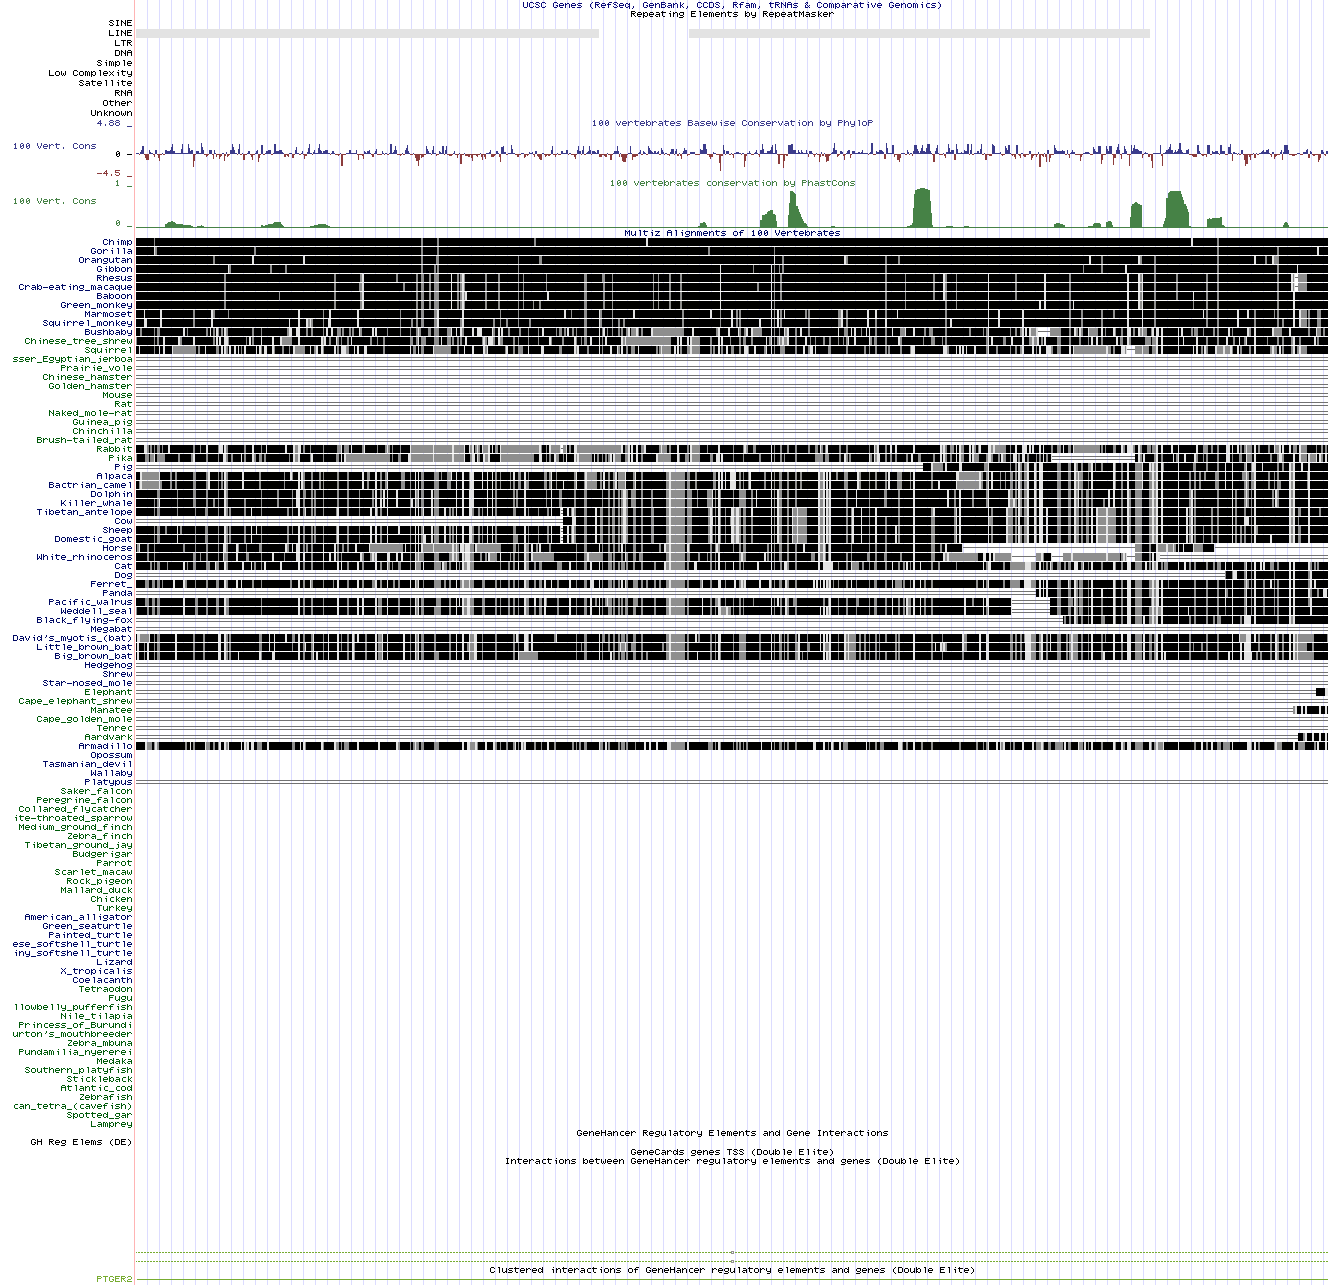 UCSC Genes (RefSeq, GenBank, CCDS, Rfam, tRNAs & Comparative Genomics)
Repeating Elements by RepeatMasker
SINE
LINE
LTR
DNA
Simple
Low Complexity
Satellite
RNA
Other
Unknown
4.88 _
100 vertebrates Basewise Conservation by PhyloP
100 Vert. Cons
0 _
-4.5 _
100 vertebrates conservation by PhastCons
1 _
100 Vert. Cons
0 _
Multiz Alignments of 100 Vertebrates
Chimp
Gorilla
Orangutan
Gibbon
Rhesus
Crab-eating_macaque
Baboon
Green_monkey
Marmoset
Squirrel_monkey
Bushbaby
Chinese_tree_shrew
Squirrel
sser_Egyptian_jerboa
Prairie_vole
Chinese_hamster
Golden_hamster
Mouse
Rat
Naked_mole-rat
Guinea_pig
Chinchilla
Brush-tailed_rat
Rabbit
Pika
Pig
Alpaca
Bactrian_camel
Dolphin
Killer_whale
Tibetan_antelope
Cow
Sheep
Domestic_goat
Horse
White_rhinoceros
Cat
Dog
Ferret_
Panda
Pacific_walrus
Weddell_seal
Black_flying-fox
Megabat
David's_myotis_(bat)
Little_brown_bat
Big_brown_bat
Hedgehog
Shrew
Star-nosed_mole
Elephant
Cape_elephant_shrew
Manatee
Cape_golden_mole
Tenrec
Aardvark
Armadillo
Opossum
Tasmanian_devil
Wallaby
Platypus
Saker_falcon
Peregrine_falcon
Collared_flycatcher
ite-throated_sparrow
Medium_ground_finch
Zebra_finch
Tibetan_ground_jay
Budgerigar
Parrot
Scarlet_macaw
Rock_pigeon
Mallard_duck
Chicken
Turkey
American_alligator
Green_seaturtle
Painted_turtle
ese_softshell_turtle
iny_softshell_turtle
Lizard
X_tropicalis
Coelacanth
Tetraodon
Fugu
llowbelly_pufferfish
Nile_tilapia
Princess_of_Burundi
urton's_mouthbreeder
Zebra_mbuna
Pundamilia_nyererei
Medaka
Southern_platyfish
Stickleback
Atlantic_cod
Zebrafish
can_tetra_(cavefish)
Spotted_gar
Lamprey
GeneHancer Regulatory Elements and Gene Interactions
GH Reg Elems (DE)
GeneCards genes TSS (Double Elite)
Interactions between GeneHancer regulatory elements and genes (Double Elite)
Clustered interactions of GeneHancer regulatory elements and genes (Double Elite)
PTGER2